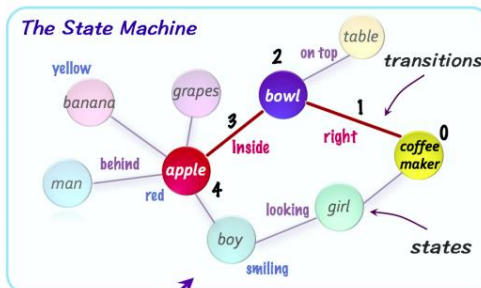 The State Machine
table
2
on top
transitions
yellow
banana
grapes
bowl
3
1
0
Inside
right
coffee
maker
behind
man
apple
red
4
looking
girl
boy
states
smiling